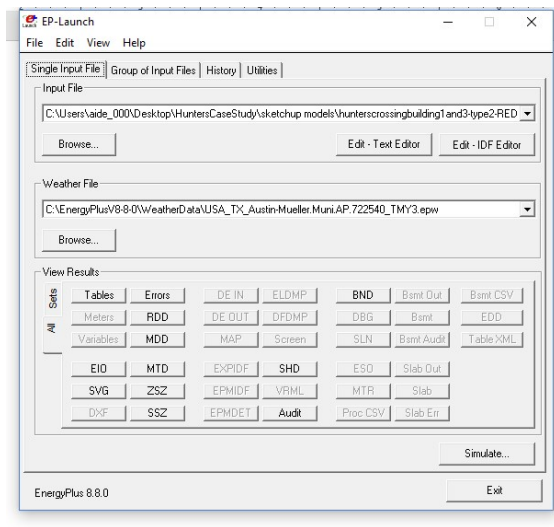 EP-Launch
File Edit View Help
Single Input File Group of Input Files History Utilities
Input File
C:\Users\aide_000\Desktop\HuntersCaseStudy\sketchup models\hunterscrossingbuilding1and3-type2-RED
Browse... Edit - Text Editor Edit - IDF Editor
Weather File
C:\EnergyPlusV8-8-0\WeatherData\USA_TX_Austin-Mueller.Muni.AP.722540_TMY3.epw
Browse...
View Results
Sets
All
Tables Errors DE IN ELDMP BND Bsmt Out Bsmt CSV
Meters RDD DE OUT DFDMP DBG Bsmt EDD
Variables MDD MAP Screen SLN Bsmt Audit Table XML
EIO MTD EXPIDF SHD ESO Slab Out
SVG ZSZ EPMIDF VRML MTR Slab
DXF SSZ EPMDET Audit Proc CSV Slab Err
Simulate...
EnergyPlus 8.8.0 Exit